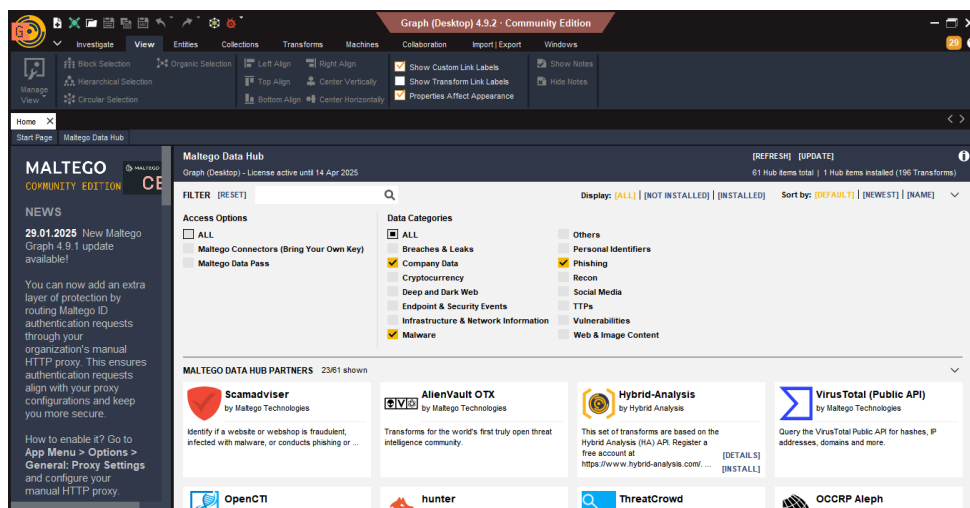 Graph (Desktop) 4.9.2 - Community Edition
Investigate View Entities Collections Transforms Machines Collaboration Import | Export Windows
29
Manage View
Block Selection
Hierarchical Selection
Circular Selection
Organic Selection
Left Align
Top Align
Bottom Align
Right Align
Center Vertically
Center Horizontally
Show Custom Link Labels
Show Transform Link Labels
Properties Affect Appearance
Show Notes
Hide Notes
Home
Start Page Maltego Data Hub
MALTEGO
COMMUNITY EDITION
MALTEGO
CE
NEWS
29.01.2025 New Maltego
Graph 4.9.1 update
available!
You can now add an extra
layer of protection by
routing Maltego ID
authentication requests
through your
organization's manual
HTTP proxy. This ensures
authentication requests
align with your proxy
configurations and keep
you more secure.
How to enable it? Go to
App Menu > Options >
General: Proxy Settings
and configure your
manual HTTP proxy.
Maltego Data Hub
Graph (Desktop) - License active until 14 Apr 2025
[REFRESH] [UPDATE]
61 Hub items total | 1 Hub items installed (196 Transforms)
FILTER [RESET]
Display: [ALL] | [NOT INSTALLED] | [INSTALLED]
Sort by: [DEFAULT] | [NEWEST] | [NAME]
Access Options
ALL
Maltego Connectors (Bring Your Own Key)
Maltego Data Pass
Data Categories
ALL
Breaches & Leaks
Company Data
Cryptocurrency
Deep and Dark Web
Endpoint & Security Events
Infrastructure & Network Information
Malware
Others
Personal Identifiers
Phishing
Recon
Social Media
TTPs
Vulnerabilities
Web & Image Content
MALTEGO DATA HUB PARTNERS 23/61 shown
Scamadviser
by Maltego Technologies
Identify if a website or webshop is fraudulent,
infected with malware, or conducts phishing or ...
AlienVault OTX
by Maltego Technologies
Transforms for the world's first truly open threat
intelligence community.
Hybrid-Analysis
by Hybrid Analysis
This set of transforms are based on the
Hybrid Analysis (HA) API. Register a
free account at
https://www.hybrid-analysis.com/. ...
[DETAILS]
[INSTALL]
VirusTotal (Public API)
by Maltego Technologies
Query the VirusTotal Public API for hashes, IP
addresses, domains and more.
OpenCTI
hunter
ThreatCrowd
OCCRP Aleph